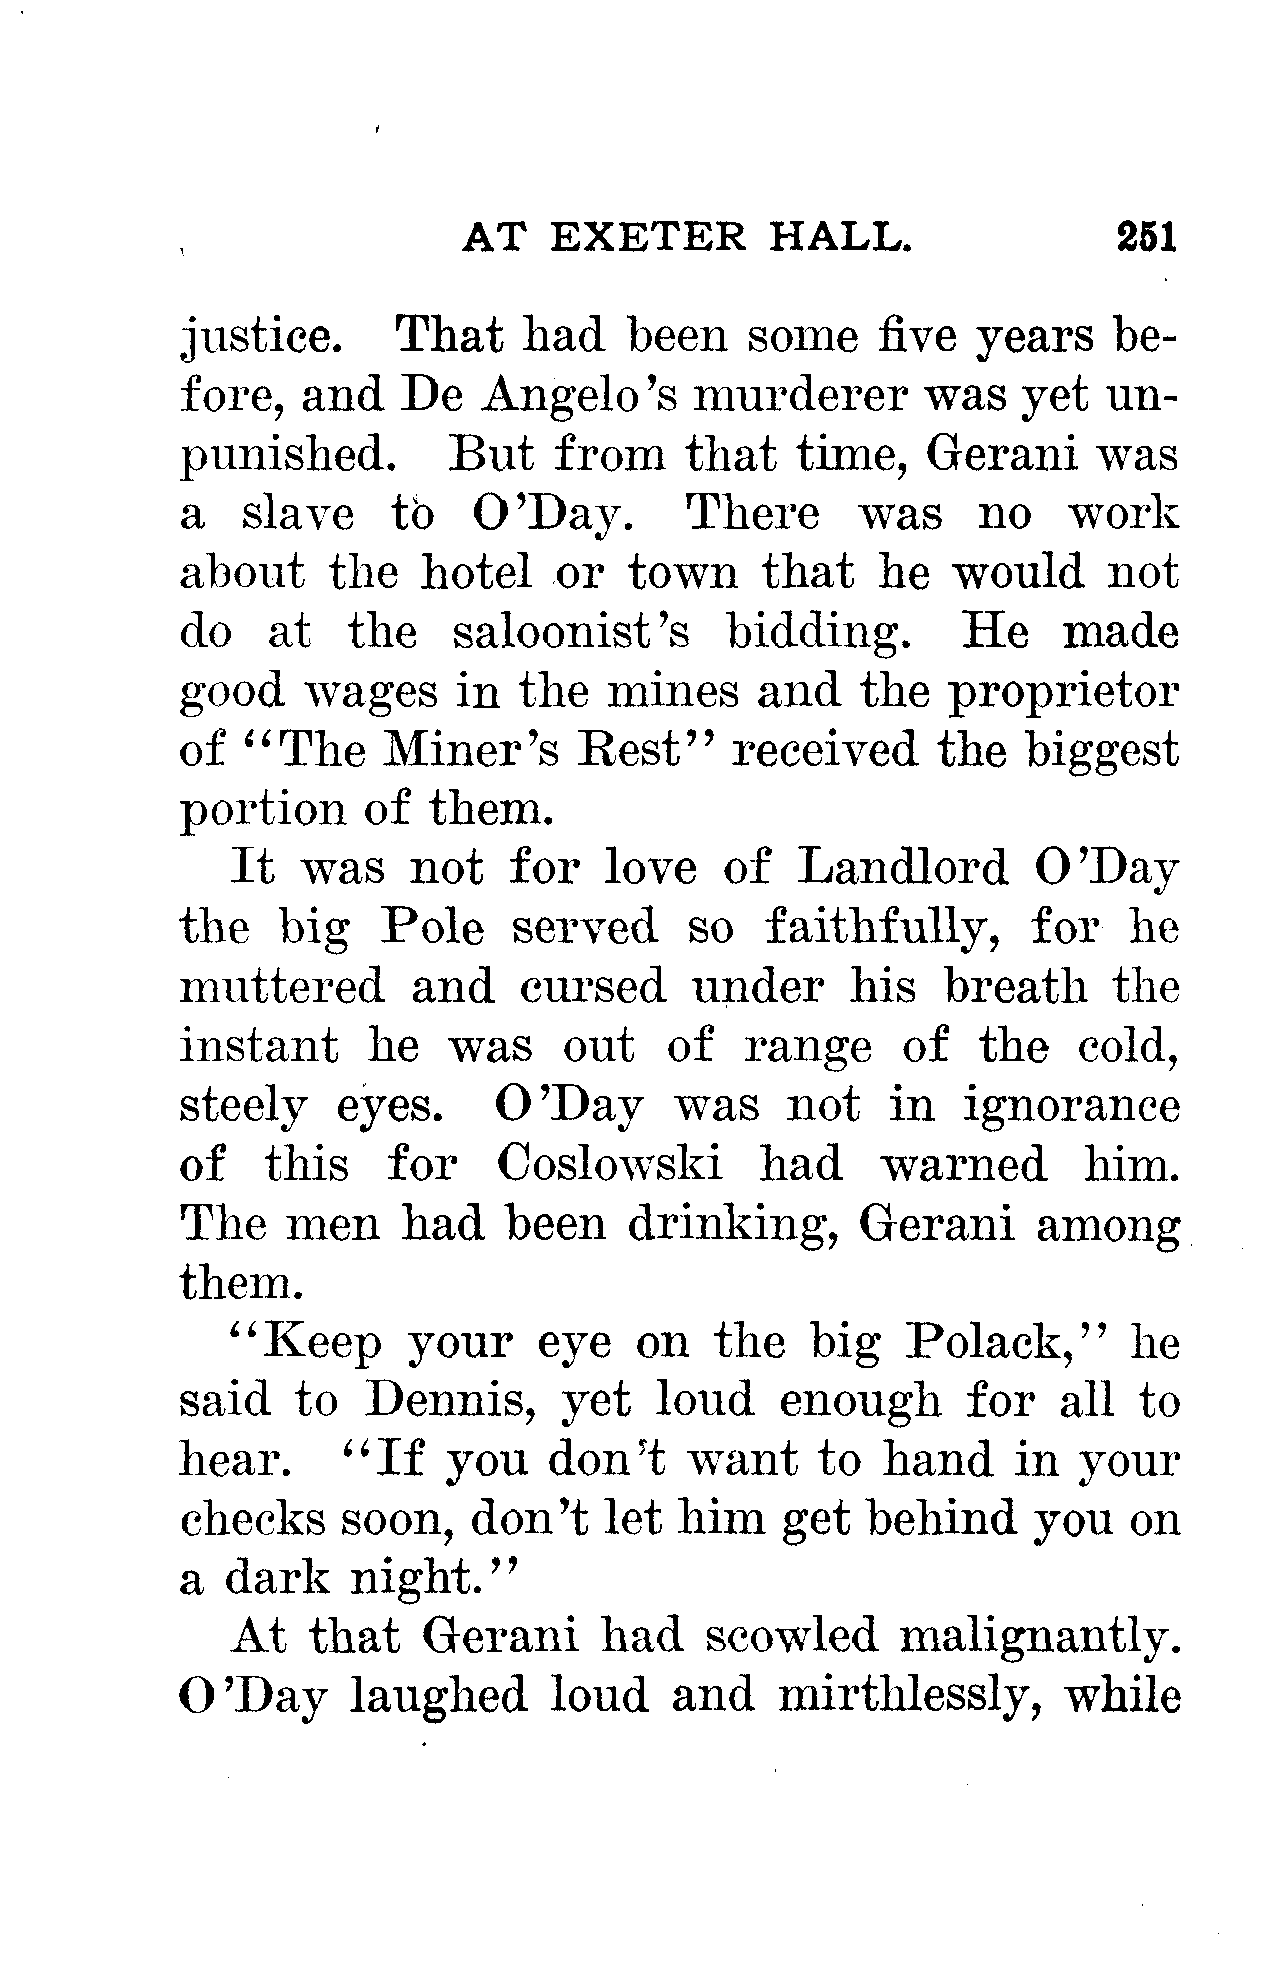 AT EXETER HALL. 251
justice. That had been some five years be-
fore, and De Angelo's murderer was yet un-
punished. But from that time, Gerani was
a slave to O'Day. There was no work
about the hotel or town that he would not
do at the saloonist's bidding. He made
good wages in the mines and the proprietor
of "The Miner's Rest" received the biggest
portion of them.
It was not for love of Landlord O'Day
the big Pole served so faithfully, for he
muttered and cursed under his breath the
instant he was out of range of the cold,
steely eyes. O'Day was not in ignorance
of this for Coslowski had warned him.
The men had been drinking, Gerani among
them.
"Keep your eye on the big Polack," he
said to Dennis, yet loud enough for all to
hear. "If you don't want to hand in your
checks soon, don't let him get behind you on
a dark night."
At that Gerani had scowled malignantly.
O'Day laughed loud and mirthlessly, while